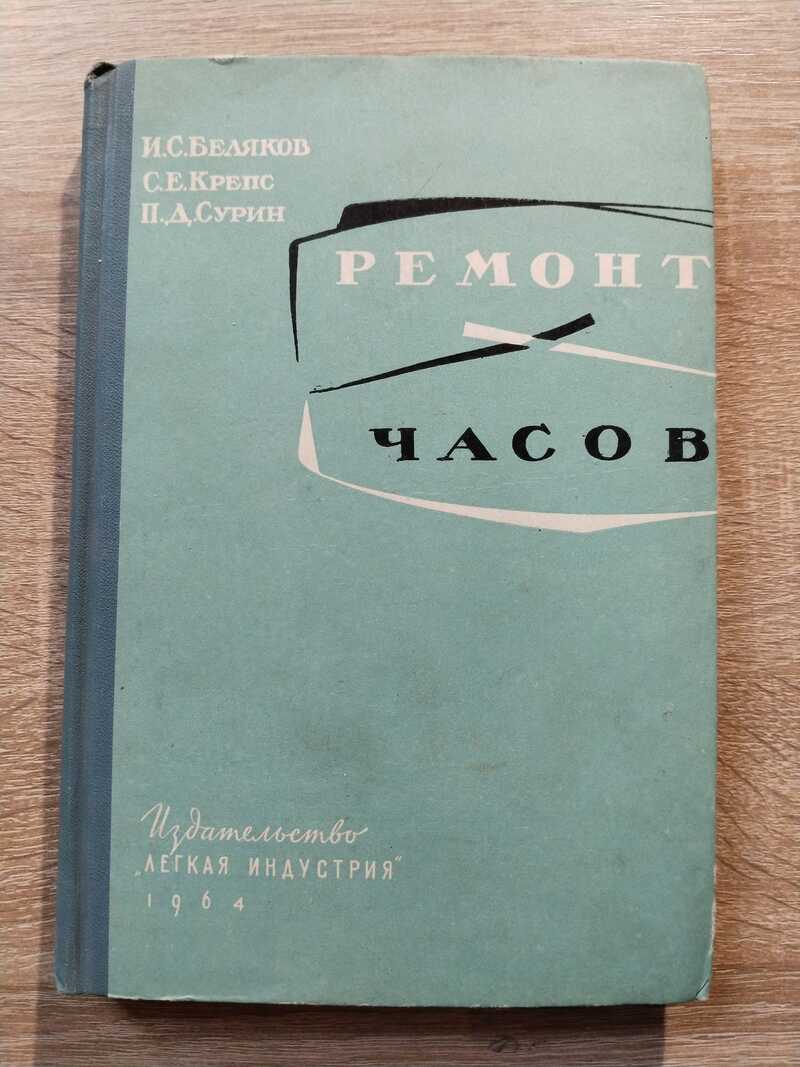 И.С.БЕЛЯКОВ
С.Е.КРЕПС
П.Д.СУРИН
РЕМОНТ
ЧАСОВ
Издательство
„ЛЕГКАЯ ИНДУСТРИЯ“
1964